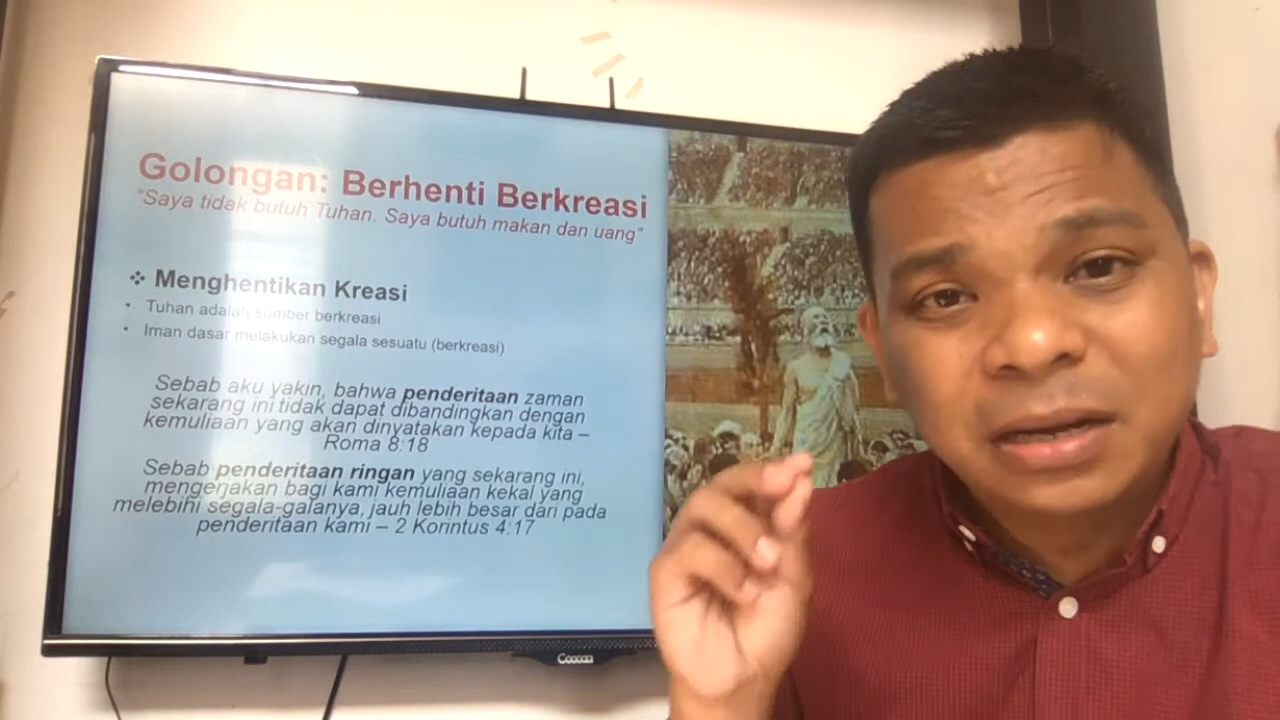 Golongan: Berhenti Berkreasi
"Saya tidak butuh Tuhan. Saya butuh makan dan uang"
❖ Menghentikan Kreasi
• Tuhan adalah sumber berkreasi
• Iman dasar melakukan segala sesuatu (berkreasi)
Sebab aku yakin, bahwa penderitaan zaman
sekarang ini tidak dapat dibandingkan dengan
kemuliaan yang akan dinyatakan kepada kita –
Roma 8:18
Sebab penderitaan ringan yang sekarang ini,
mengerjakan bagi kami kemuliaan kekal yang
melebihi segala-galanya, jauh lebih besar dari pada
penderitaan kami – 2 Korintus 4:17
Coocaa